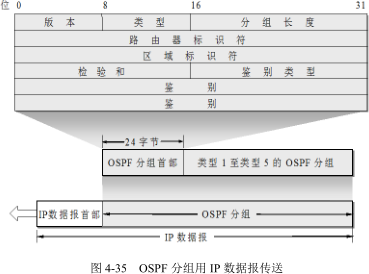 位 0 8 16 31
版本 类型 分组长度
路由器标识符
区域标识符
检验和 鉴别类型
鉴别
鉴别
24字节
OSPF 分组首部 类型 1 至类型 5 的 OSPF 分组
IP数据报首部 OSPF 分组
IP 数据报
图 4-35 OSPF 分组用 IP 数据报传送